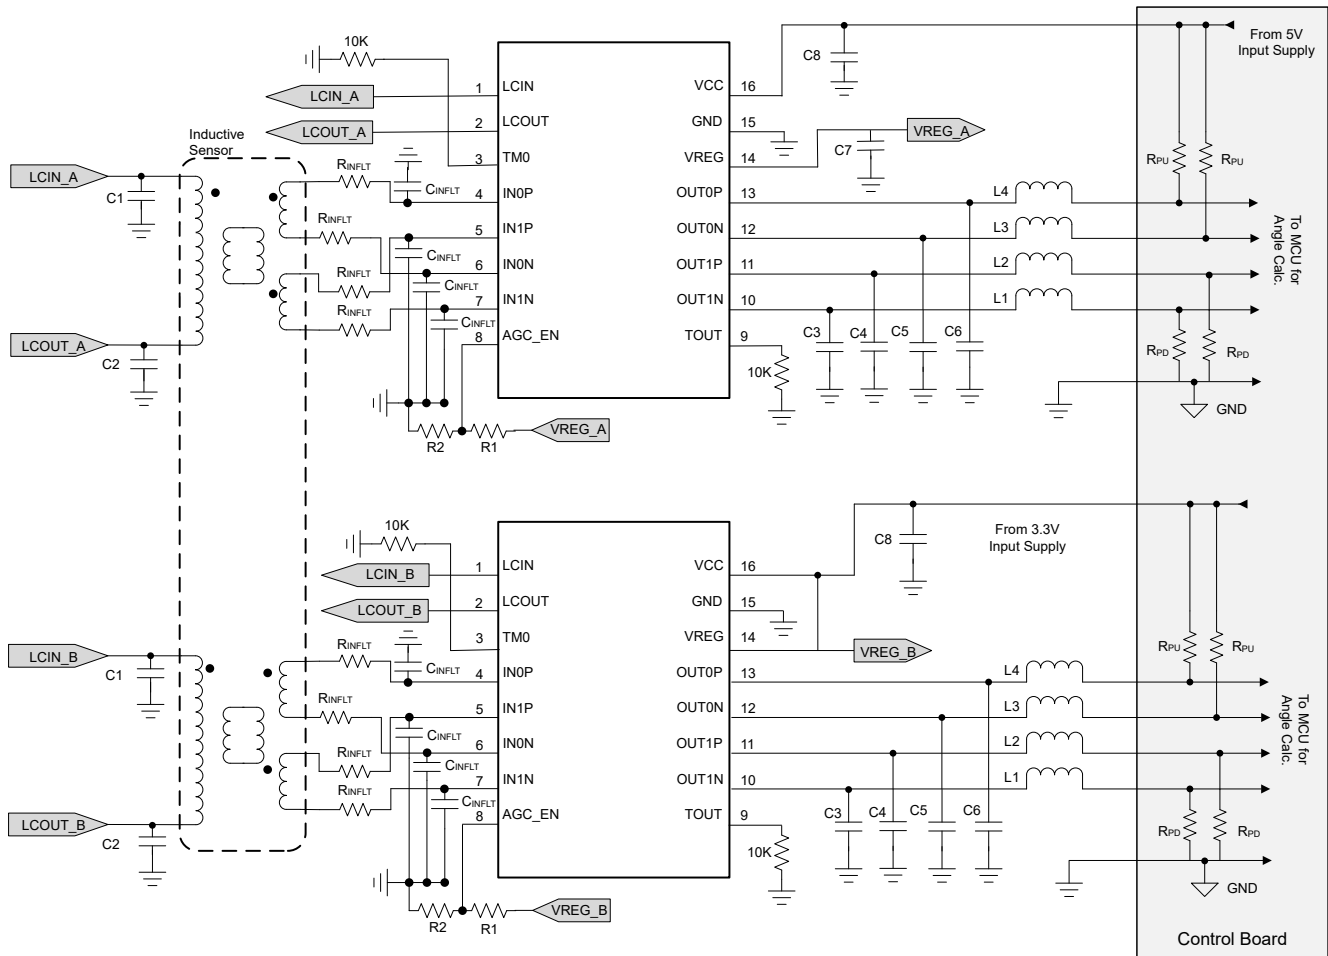 10K
LCIN_A
LCOUT_A
1
2
3
4
5
6
7
8
LCIN
LCOUT
TM0
IN0P
IN1P
IN0N
IN1N
AGC_EN
VCC
GND
VREG
OUT0P
OUT0N
OUT1P
OUT1N
TOUT
16
15
14
13
12
11
10
9
Inductive
Sensor
LCIN_A
C1
LCOUT_A
C2
RINFLT
RINFLT
RINFLT
RINFLT
CINFLT
CINFLT
CINFLT
CINFLT
R2
R1
VREG_A
C8
C7
VREG_A
L4
L3
L2
L1
C3
C4
C5
C6
10K
From 5V
Input Supply
RPU
RPU
RPD
RPD
To MCU for
Angle Calc.
GND
10K
LCIN_B
LCOUT_B
1
2
3
4
5
6
7
8
LCIN
LCOUT
TM0
IN0P
IN1P
IN0N
IN1N
AGC_EN
VCC
GND
VREG
OUT0P
OUT0N
OUT1P
OUT1N
TOUT
16
15
14
13
12
11
10
9
LCIN_B
C1
LCOUT_B
C2
RINFLT
RINFLT
RINFLT
RINFLT
CINFLT
CINFLT
CINFLT
CINFLT
R2
R1
VREG_B
C8
VREG_B
From 3.3V
Input Supply
L4
L3
L2
L1
C3
C4
C5
C6
10K
RPU
RPU
RPD
RPD
To MCU for
Angle Calc.
GND
Control Board